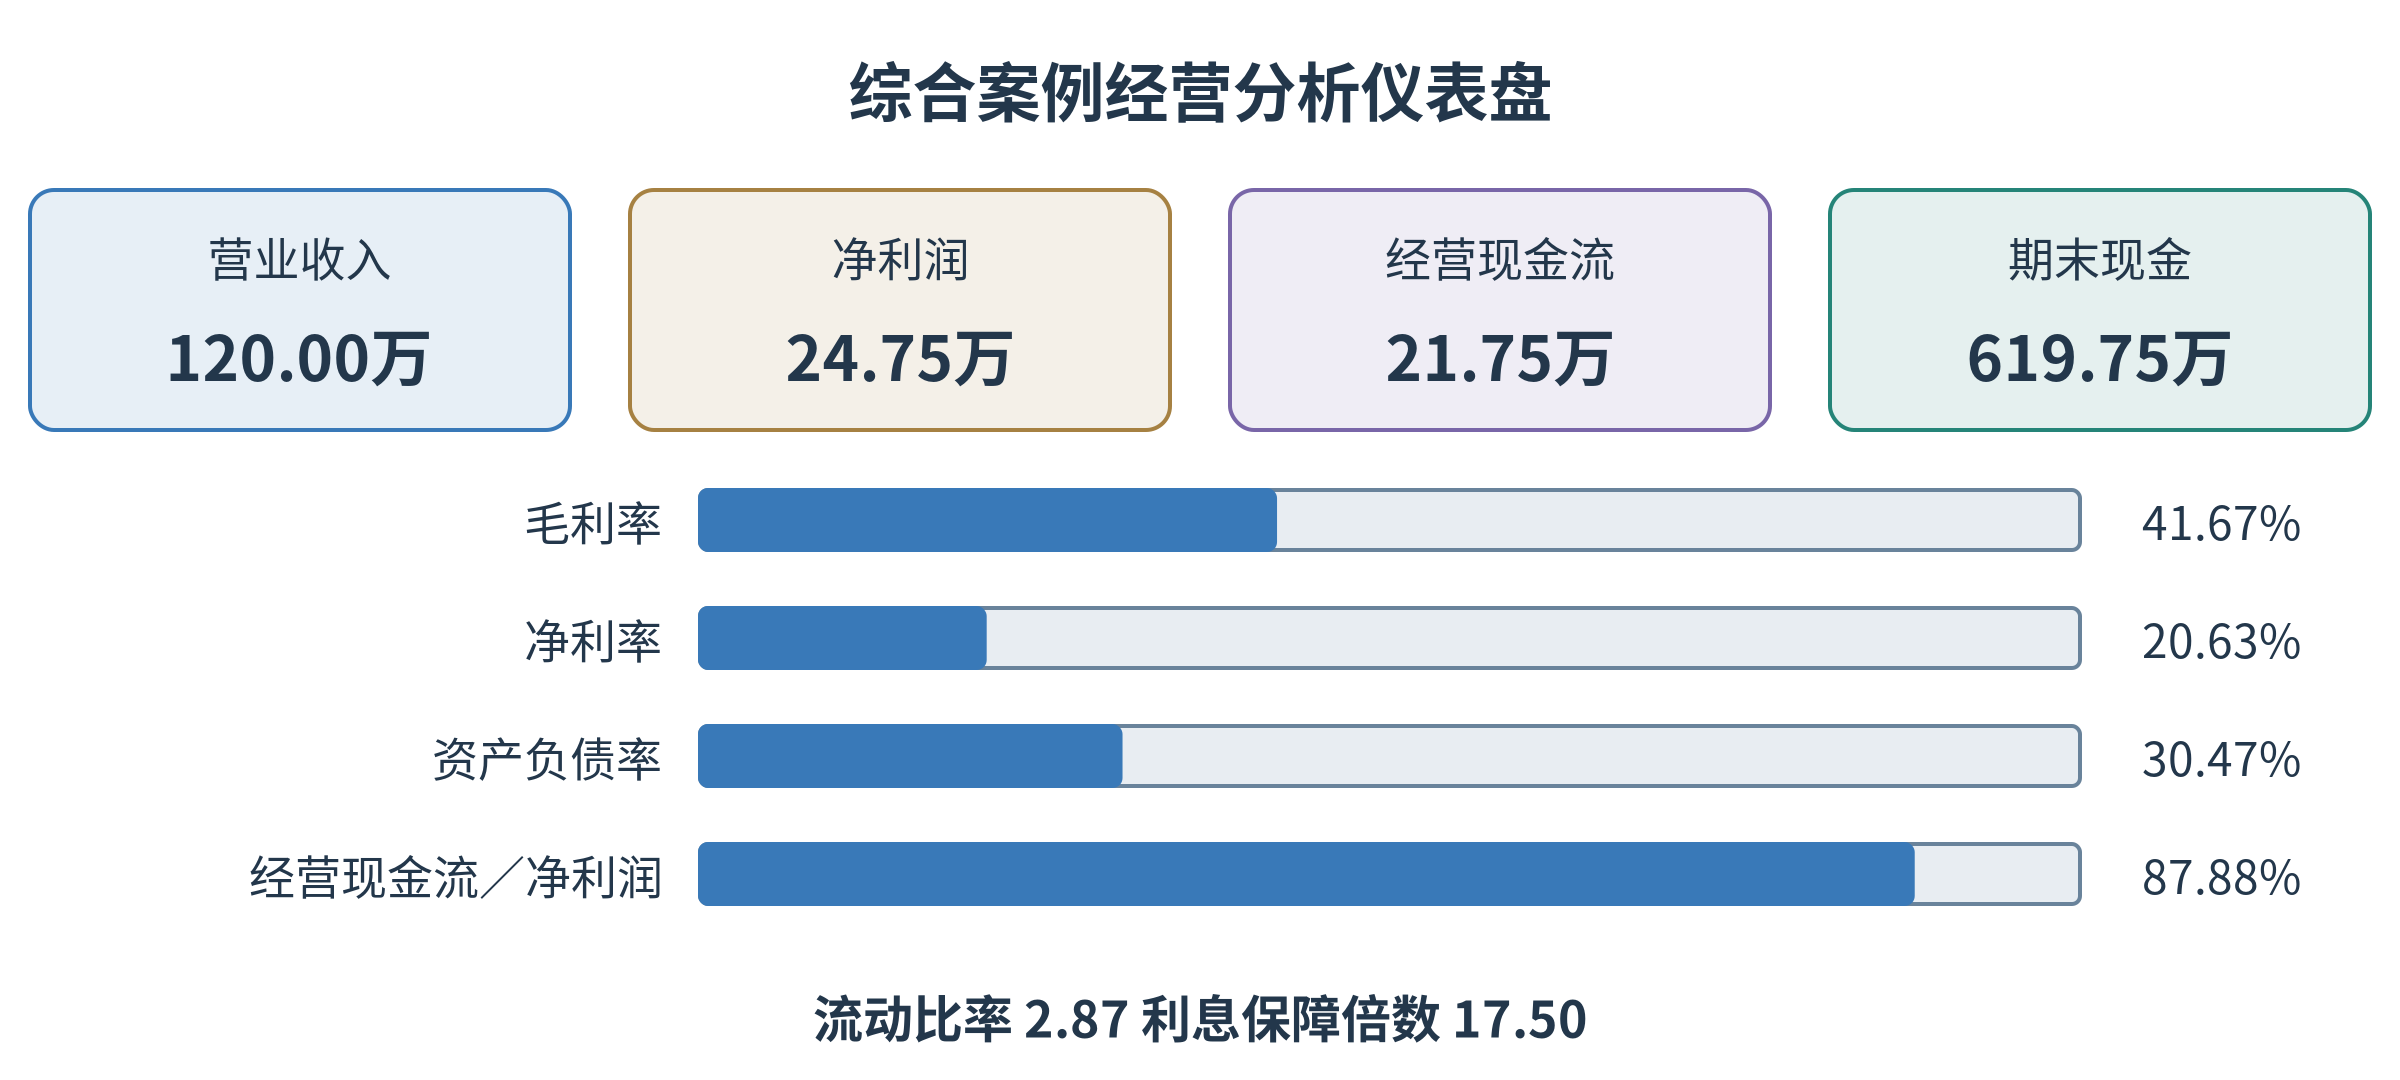 综合案例经营分析仪表盘
营业收入
120.00万
净利润
24.75万
经营现金流
21.75万
期末现金
619.75万
毛利率 41.67%
净利率 20.63%
资产负债率 30.47%
经营现金流／净利润 87.88%
流动比率 2.87 利息保障倍数 17.50